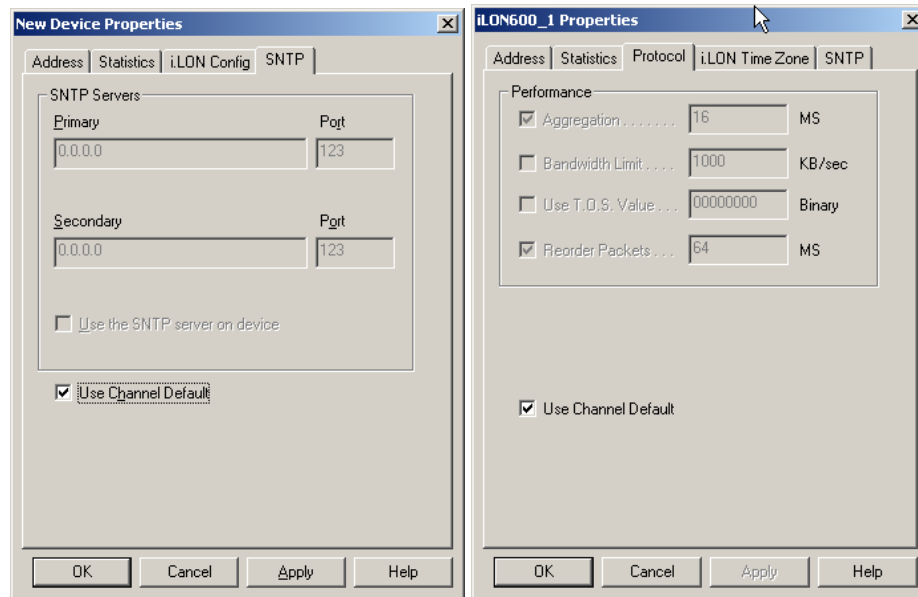 New Device Properties
Address Statistics i.LON Config SNTP
SNTP Servers
Primary Port
0.0.0.0 123
Secondary Port
0.0.0.0 123
Use the SNTP server on device
Use Channel Default
OK Cancel Apply Help
iLON600_1 Properties
Address Statistics Protocol i.LON Time Zone SNTP
Performance
Aggregation . . . . . . . 16 MS
Bandwidth Limit . . . . 1000 KB/sec
Use T.O.S. Value . . . 00000000 Binary
Reorder Packets . . . 64 MS
Use Channel Default
OK Cancel Apply Help